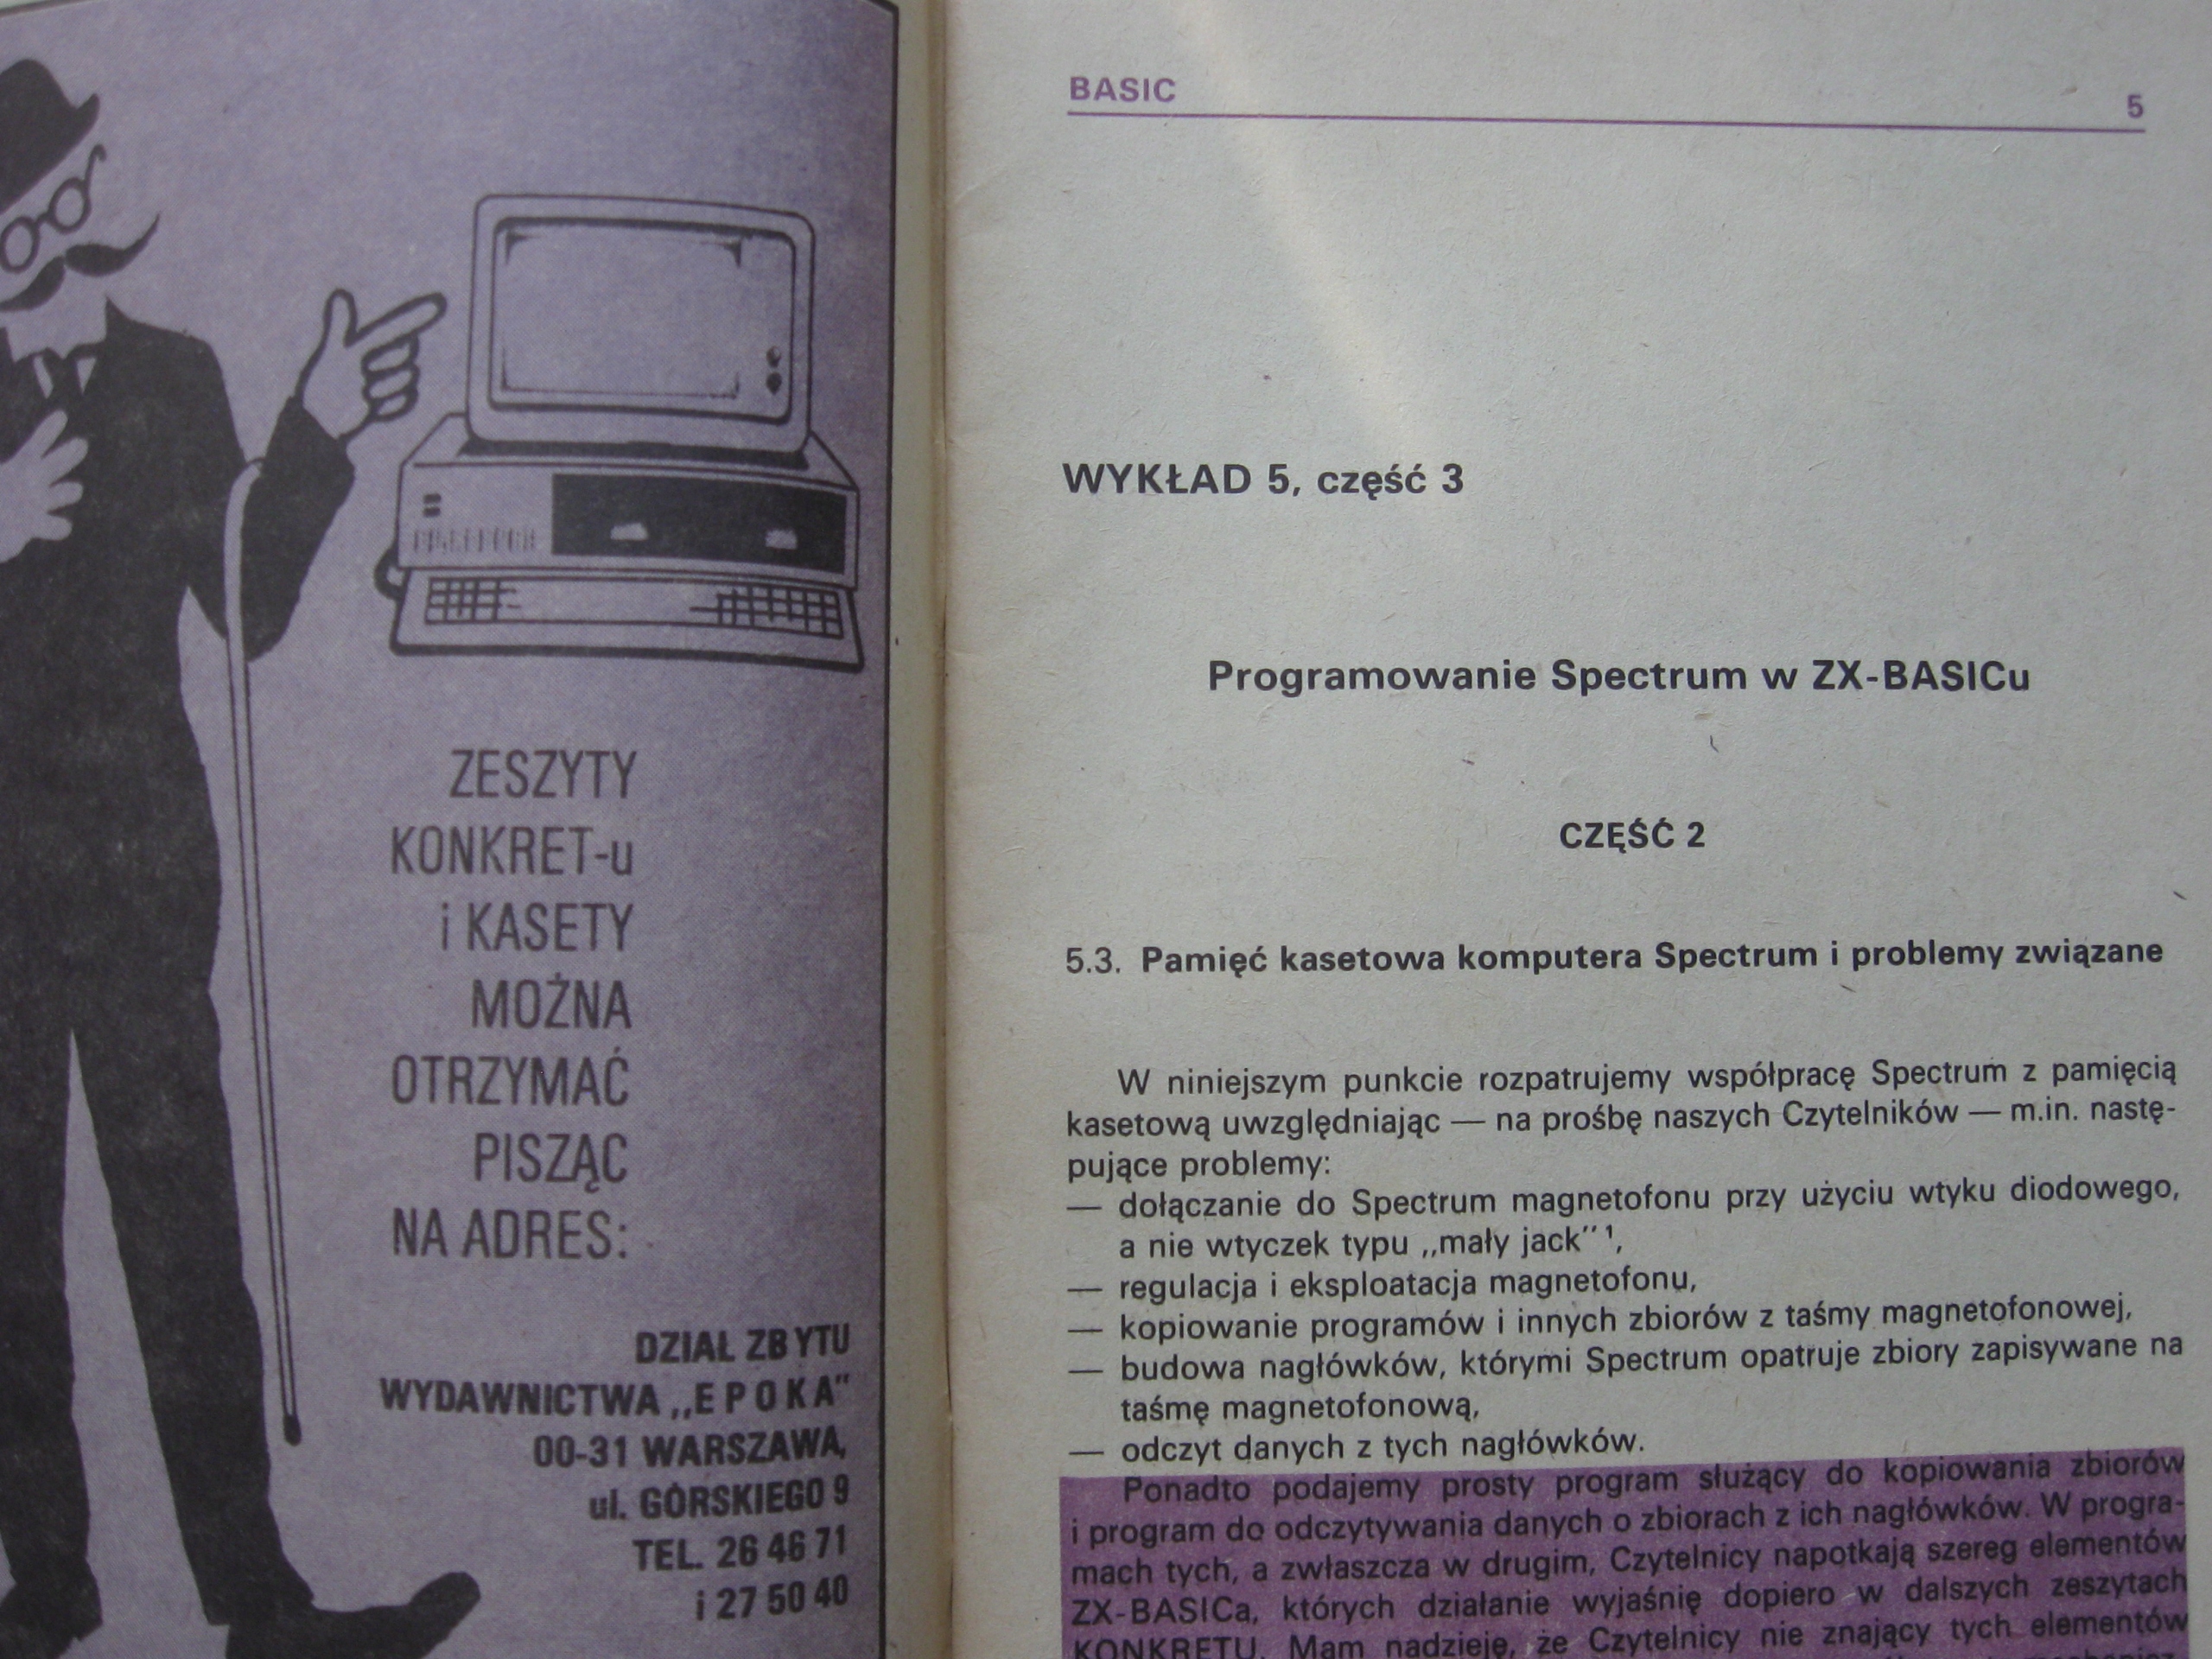 ZESZYTY
KONKRET-u
i KASETY
MOŻNA
OTRZYMAĆ
PISZĄC
NA ADRES:
DZIAŁ ZBYTU
WYDAWNICTWA „EPOKA"
00-31 WARSZAWA,
ul. GÓRSKIEGO 9
TEL. 26 46 71
i 27 50 40
BASIC
5
WYKŁAD 5, część 3
Programowanie Spectrum w ZX-BASICu
CZĘŚĆ 2
5.3. Pamięć kasetowa komputera Spectrum i problemy związane
W niniejszym punkcie rozpatrujemy współpracę Spectrum z pamięcią
kasetową uwzględniając — na prośbę naszych Czytelników — m.in. nastę-
pujące problemy:
— dołączanie do Spectrum magnetofonu przy użyciu wtyku diodowego,
a nie wtyczek typu „mały jack" ¹,
— regulacja i eksploatacja magnetofonu,
— kopiowanie programów i innych zbiorów z taśmy magnetofonowej,
— budowa nagłówków, którymi Spectrum opatruje zbiory zapisywane na
taśmę magnetofonową,
— odczyt danych z tych nagłówków.
Ponadto podajemy prosty program służący do kopiowania zbiorów
i program do odczytywania danych o zbiorach z ich nagłówków. W progra-
mach tych, a zwłaszcza w drugim, Czytelnicy napotkają szereg elementów
ZX-BASICa, których działanie wyjaśnię dopiero w dalszych zeszytach
KONKRETU. Mam nadzieję, że Czytelnicy nie znający tych elementów